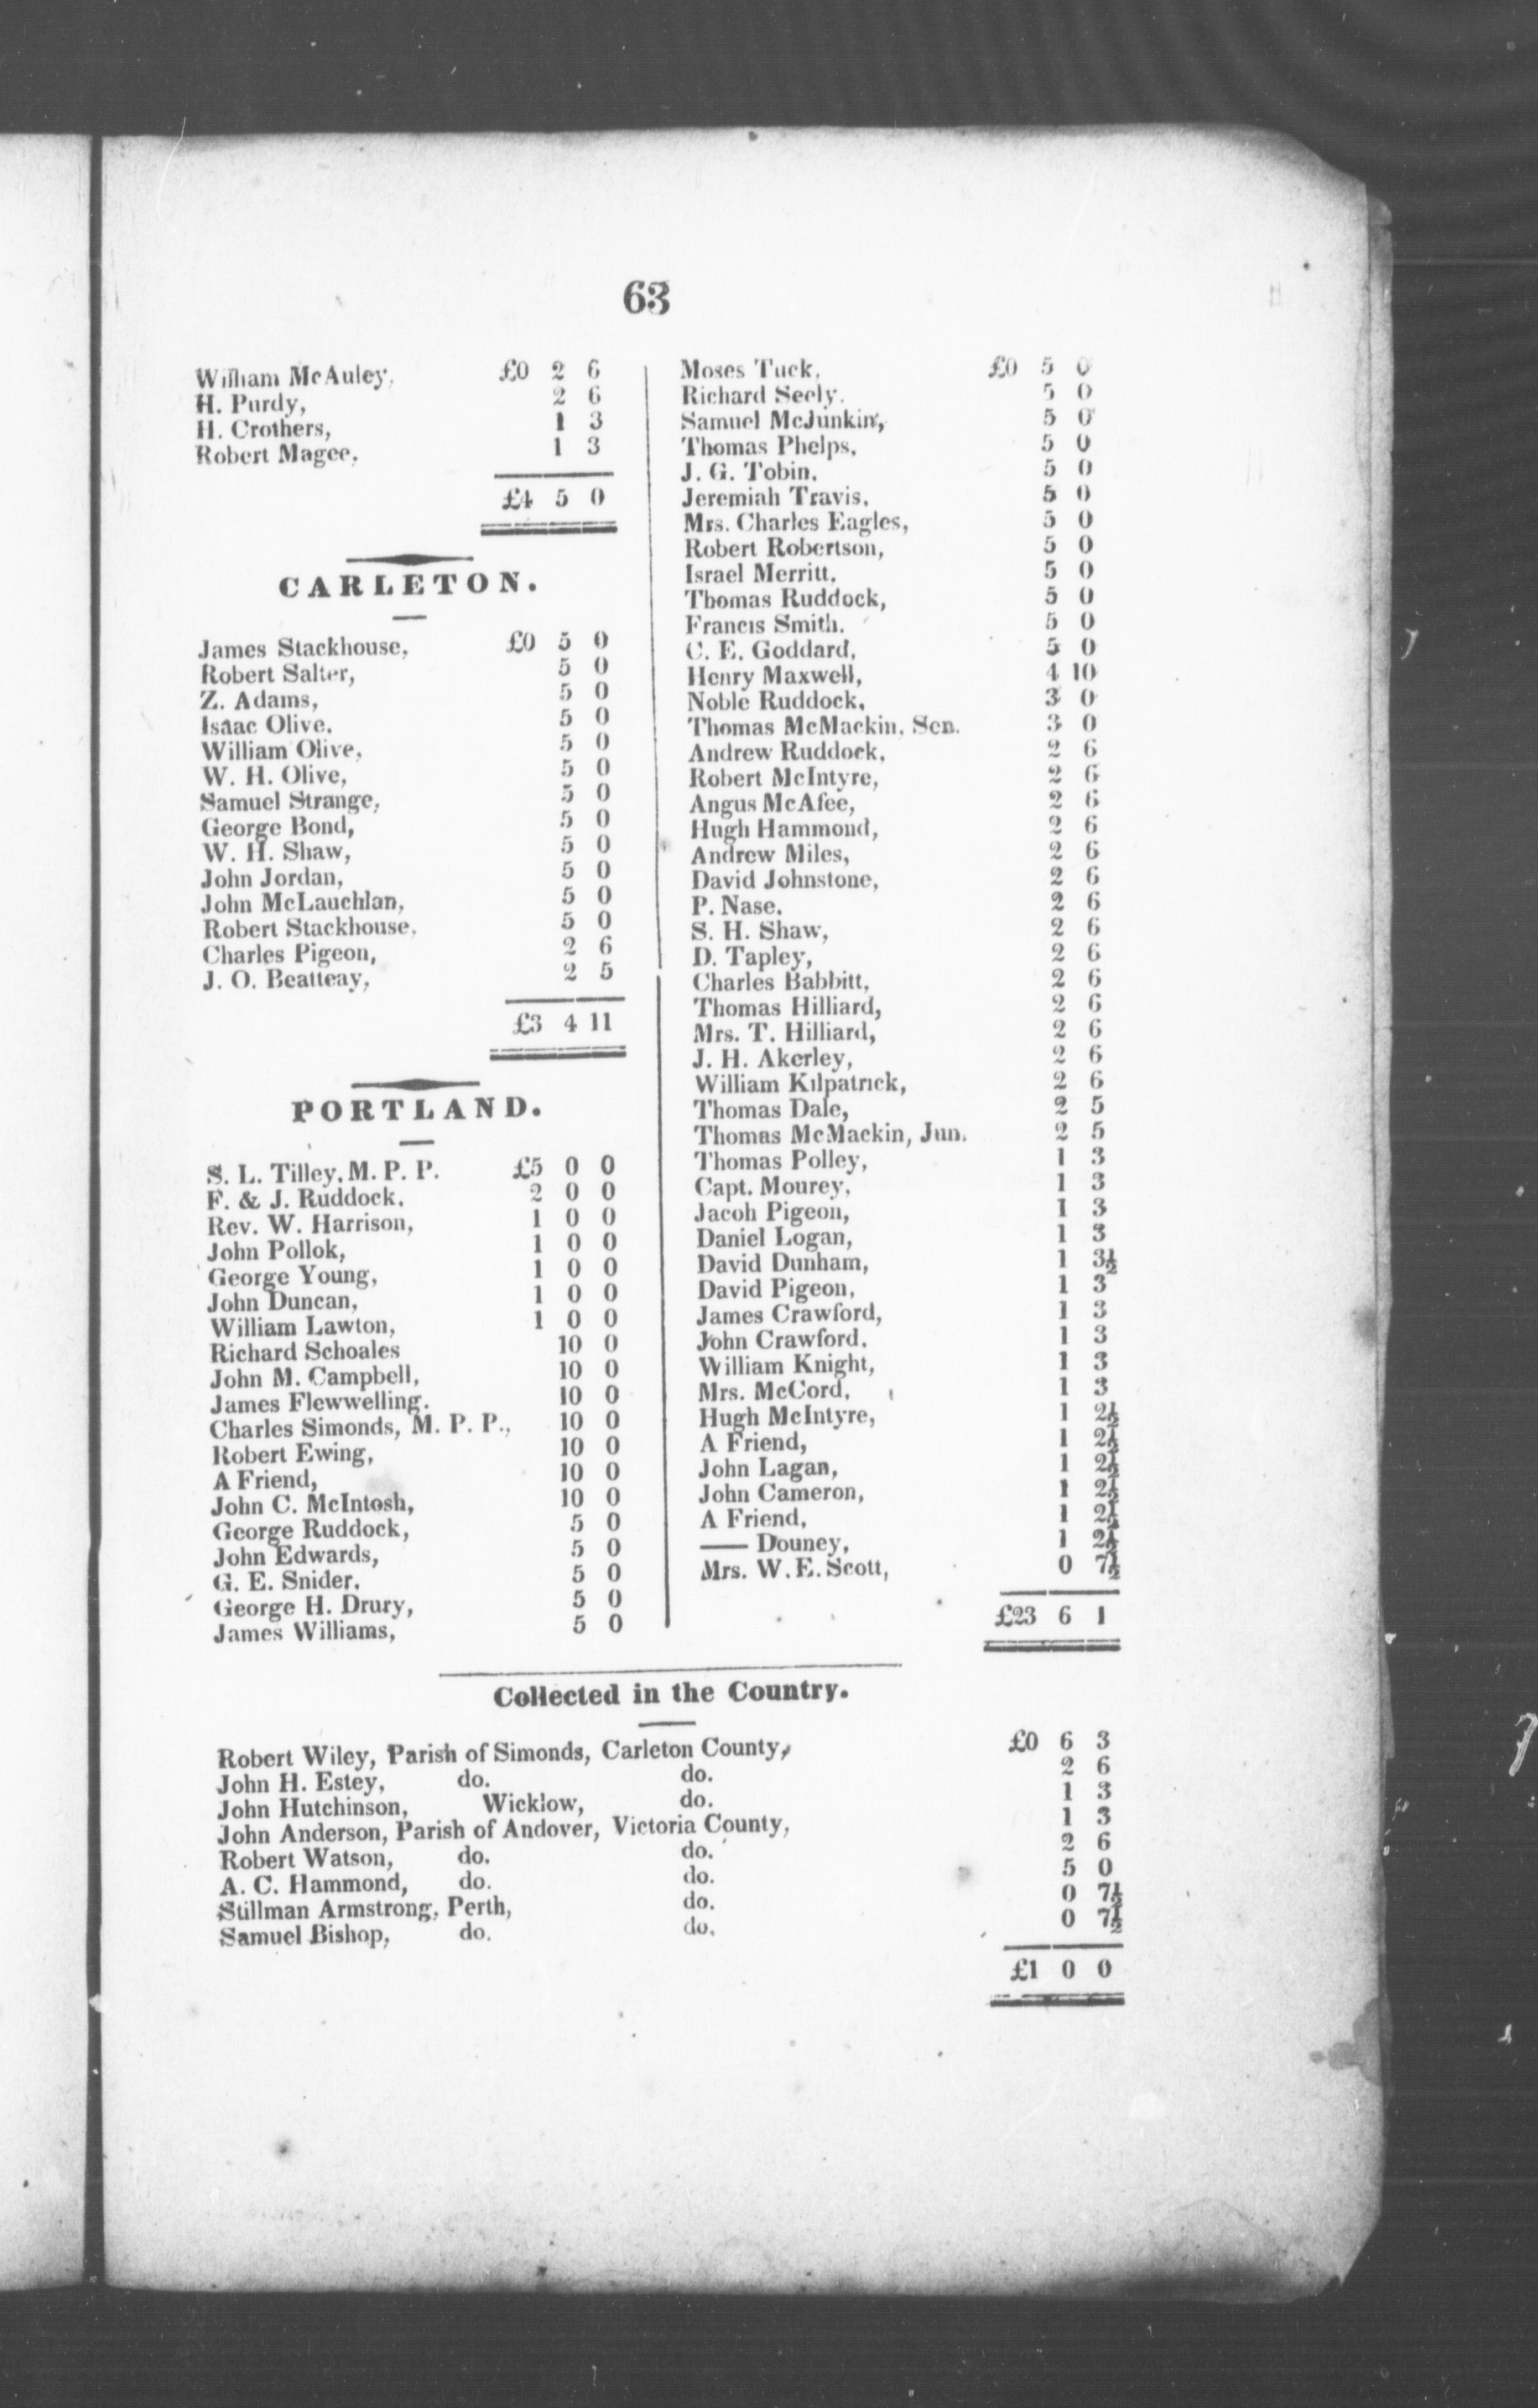 63
William McAuley, £0 2 6
H. Purdy, 2 6
H. Crothers, 1 3
Robert Magee, 1 3
£4 5 0
CARLETON.
James Stackhouse, £0 5 0
Robert Salter, 5 0
Z. Adams, 5 0
Isaac Olive, 5 0
William Olive, 5 0
W. H. Olive, 5 0
Samuel Strange, 5 0
George Bond, 5 0
W. H. Shaw, 5 0
John Jordan, 5 0
John McLauchlan, 5 0
Robert Stackhouse, 5 0
Charles Pigeon, 2 6
J. O. Beatteay, 2 5
£3 4 11
PORTLAND.
S. L. Tilley, M. P. P. £5 0 0
F. & J. Ruddock, 2 0 0
Rev. W. Harrison, 1 0 0
John Pollok, 1 0 0
George Young, 1 0 0
John Duncan, 1 0 0
William Lawton, 1 0 0
Richard Schoales 10 0
John M. Campbell, 10 0
James Flewwelling. 10 0
Charles Simonds, M. P. P., 10 0
Robert Ewing, 10 0
A Friend, 10 0
John C. McIntosh, 10 0
George Ruddock, 5 0
John Edwards, 5 0
G. E. Snider, 5 0
George H. Drury, 5 0
James Williams, 5 0
Moses Tuck, £0 5 0
Richard Seely. 5 0
Samuel McJunkin, 5 0
Thomas Phelps, 5 0
J. G. Tobin, 5 0
Jeremiah Travis, 5 0
Mrs. Charles Eagles, 5 0
Robert Robertson, 5 0
Israel Merritt, 5 0
Thomas Ruddock, 5 0
Francis Smith. 5 0
C. E. Goddard, 5 0
Henry Maxwell, 4 10
Noble Ruddock, 3 0
Thomas McMackin, Sen. 3 0
Andrew Ruddock, 2 6
Robert McIntyre, 2 6
Angus McAfee, 2 6
Hugh Hammond, 2 6
Andrew Miles, 2 6
David Johnstone, 2 6
P. Nase. 2 6
S. H. Shaw, 2 6
D. Tapley, 2 6
Charles Babbitt, 2 6
Thomas Hilliard, 2 6
Mrs. T. Hilliard, 2 6
J. H. Akerley, 2 6
William Kilpatrick, 2 6
Thomas Dale, 2 5
Thomas McMackin, Jun. 2 5
Thomas Polley, 1 3
Capt. Mourey, 1 3
Jacob Pigeon, 1 3
Daniel Logan, 1 3
David Dunham, 1 3½
David Pigeon, 1 3
James Crawford, 1 3
John Crawford. 1 3
William Knight, 1 3
Mrs. McCord, 1 3
Hugh McIntyre, 1 2½
A Friend, 1 2½
John Lagan, 1 2½
John Cameron, 1 2½
A Friend, 1 2½
—— Douney, 1 2½
Mrs. W. E. Scott, 0 7½
£23 6 1
Collected in the Country.
Robert Wiley, Parish of Simonds, Carleton County, £0 6 3
John H. Estey, do. do. 2 6
John Hutchinson, Wicklow, do. 1 3
John Anderson, Parish of Andover, Victoria County, 1 3
Robert Watson, do. do. 2 6
A. C. Hammond, do. do. 5 0
Stillman Armstrong, Perth, do. 0 7½
Samuel Bishop, do. do. 0 7½
£1 0 0